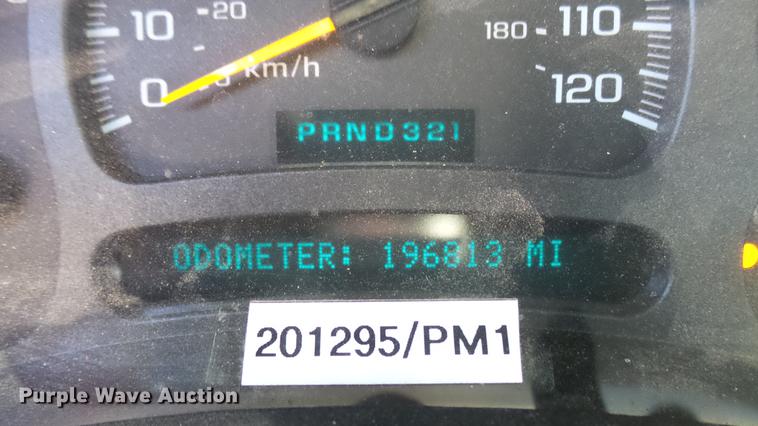 20
10
180 110
km/h
0
120
PRND321
ODOMETER: 196813 MI
201295/PM1
Purple Wave Auction